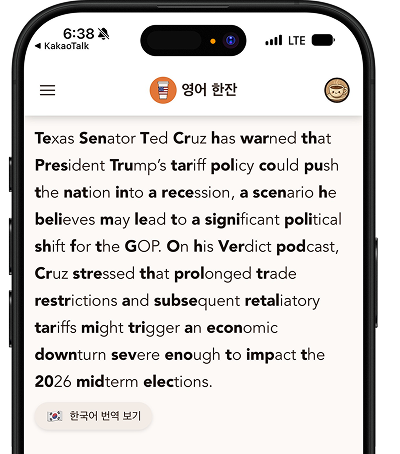 6:38
LTE
◀ KakaoTalk
영어 한잔
Texas Senator Ted Cruz has warned that
President Trump’s tariff policy could push
the nation into a recession, a scenario he
believes may lead to a significant political
shift for the GOP. On his Verdict podcast,
Cruz stressed that prolonged trade
restrictions and subsequent retaliatory
tariffs might trigger an economic
downturn severe enough to impact the
2026 midterm elections.
🇰🇷 한국어 번역 보기